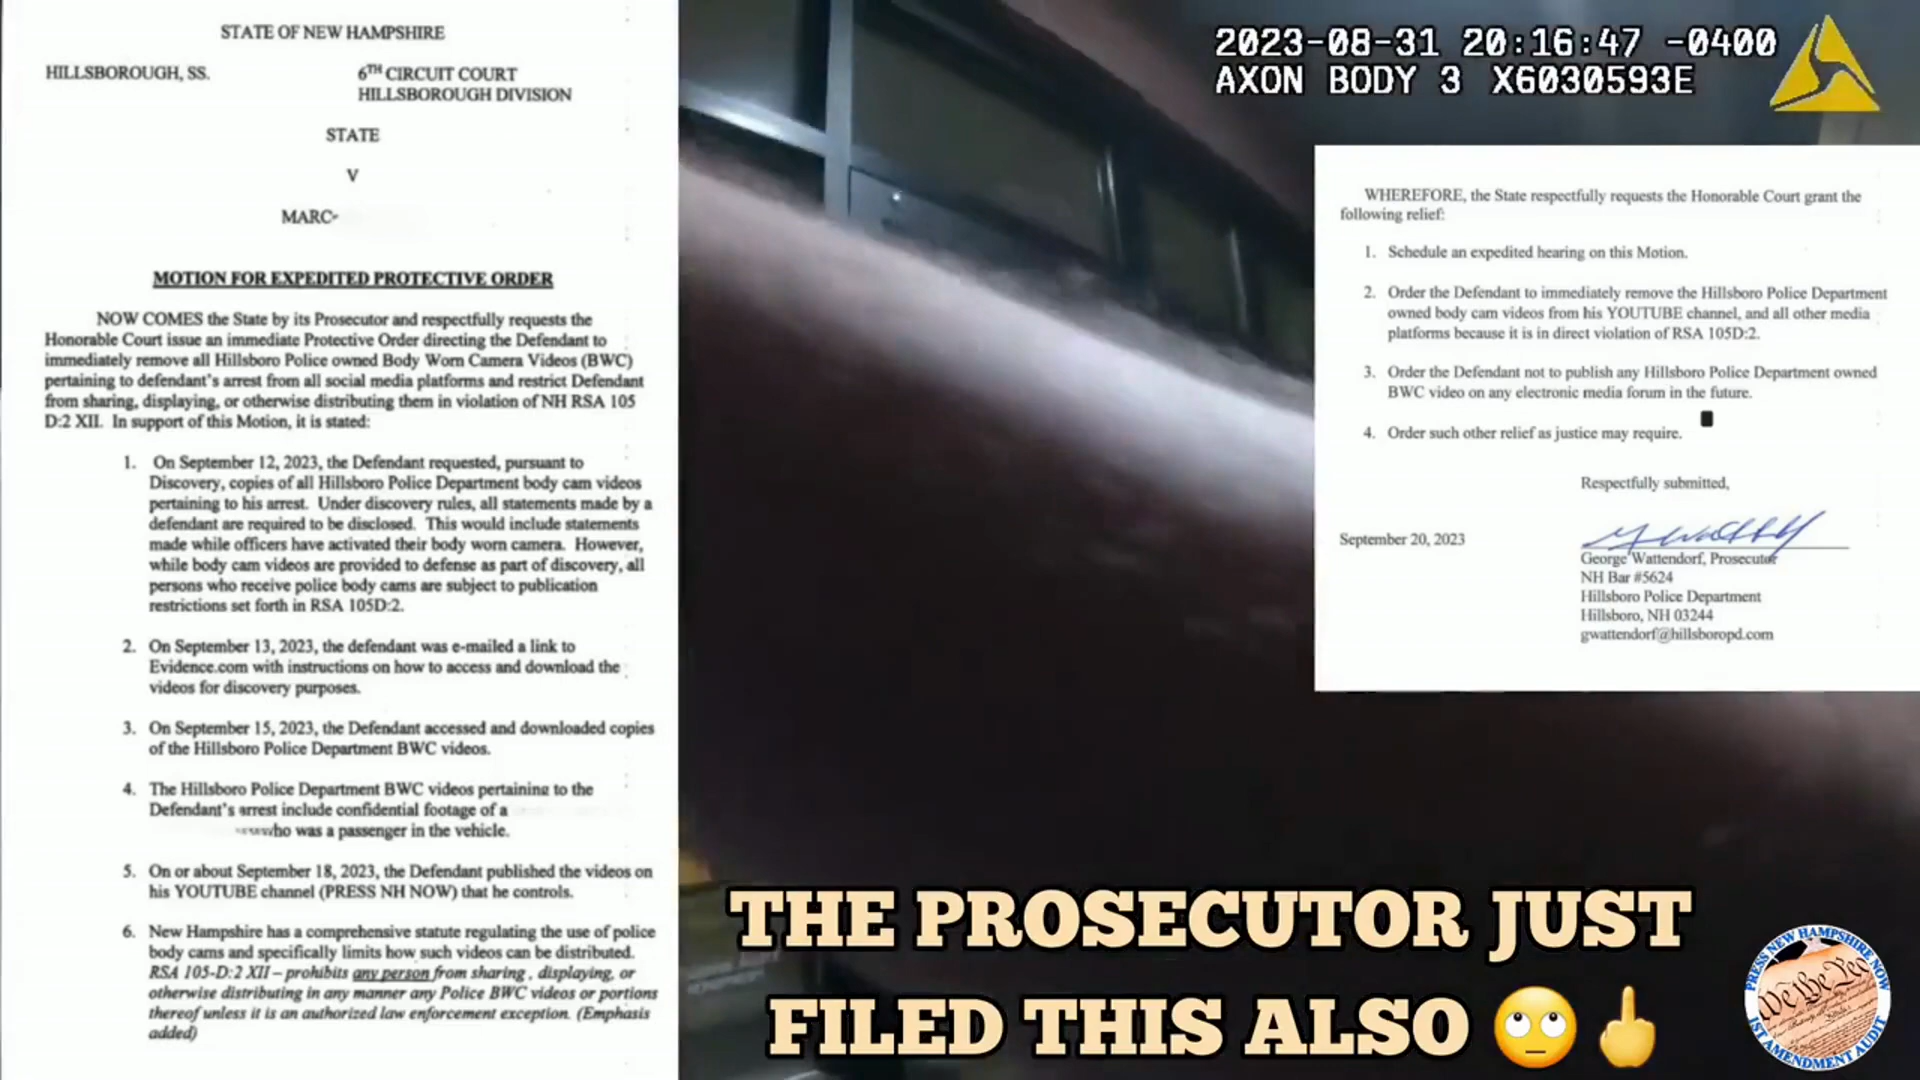 STATE OF NEW HAMPSHIRE
HILLSBOROUGH, SS.
6TH CIRCUIT COURT
HILLSBOROUGH DIVISION
STATE
V
MARC-
MOTION FOR EXPEDITED PROTECTIVE ORDER
NOW COMES the State by its Prosecutor and respectfully requests the
Honorable Court issue an immediate Protective Order directing the Defendant to
immediately remove all Hillsboro Police owned Body Worn Camera Videos (BWC)
pertaining to defendant's arrest from all social media platforms and restrict Defendant
from sharing, displaying, or otherwise distributing them in violation of NH RSA 105
D:2 XII. In support of this Motion, it is stated:
1. On September 12, 2023, the Defendant requested, pursuant to
Discovery, copies of all Hillsboro Police Department body cam videos
pertaining to his arrest. Under discovery rules, all statements made by a
defendant are required to be disclosed. This would include statements
made while officers have activated their body worn camera. However,
while body cam videos are provided to defense as part of discovery, all
persons who receive police body cams are subject to publication
restrictions set forth in RSA 105D:2.
2. On September 13, 2023, the defendant was e-mailed a link to
Evidence.com with instructions on how to access and download the
videos for discovery purposes.
3. On September 15, 2023, the Defendant accessed and downloaded copies
of the Hillsboro Police Department BWC videos.
4. The Hillsboro Police Department BWC videos pertaining to the
Defendant's arrest include confidential footage of a
who was a passenger in the vehicle.
5. On or about September 18, 2023, the Defendant published the videos on
his YOUTUBE channel (PRESS NH NOW) that he controls.
6. New Hampshire has a comprehensive statute regulating the use of police
body cams and specifically limits how such videos can be distributed.
RSA 105-D:2 XII – prohibits any person from sharing , displaying, or
otherwise distributing in any manner any Police BWC videos or portions
thereof unless it is an authorized law enforcement exception. (Emphasis
added)
2023-08-31 20:16:47 -0400
AXON BODY 3 X6030593E
WHEREFORE, the State respectfully requests the Honorable Court grant the
following relief:
1. Schedule an expedited hearing on this Motion.
2. Order the Defendant to immediately remove the Hillsboro Police Department
owned body cam videos from his YOUTUBE channel, and all other media
platforms because it is in direct violation of RSA 105D:2.
3. Order the Defendant not to publish any Hillsboro Police Department owned
BWC video on any electronic media forum in the future.
4. Order such other relief as justice may require.
Respectfully submitted,
September 20, 2023
George Wattendorf, Prosecutor
NH Bar #5624
Hillsboro Police Department
Hillsboro, NH 03244
gwattendorf@hillsboropd.com
THE PROSECUTOR JUST
FILED THIS ALSO 🙄🖕
PRESS NEW HAMPSHIRE NOW
We the People
1ST AMENDMENT AUDIT